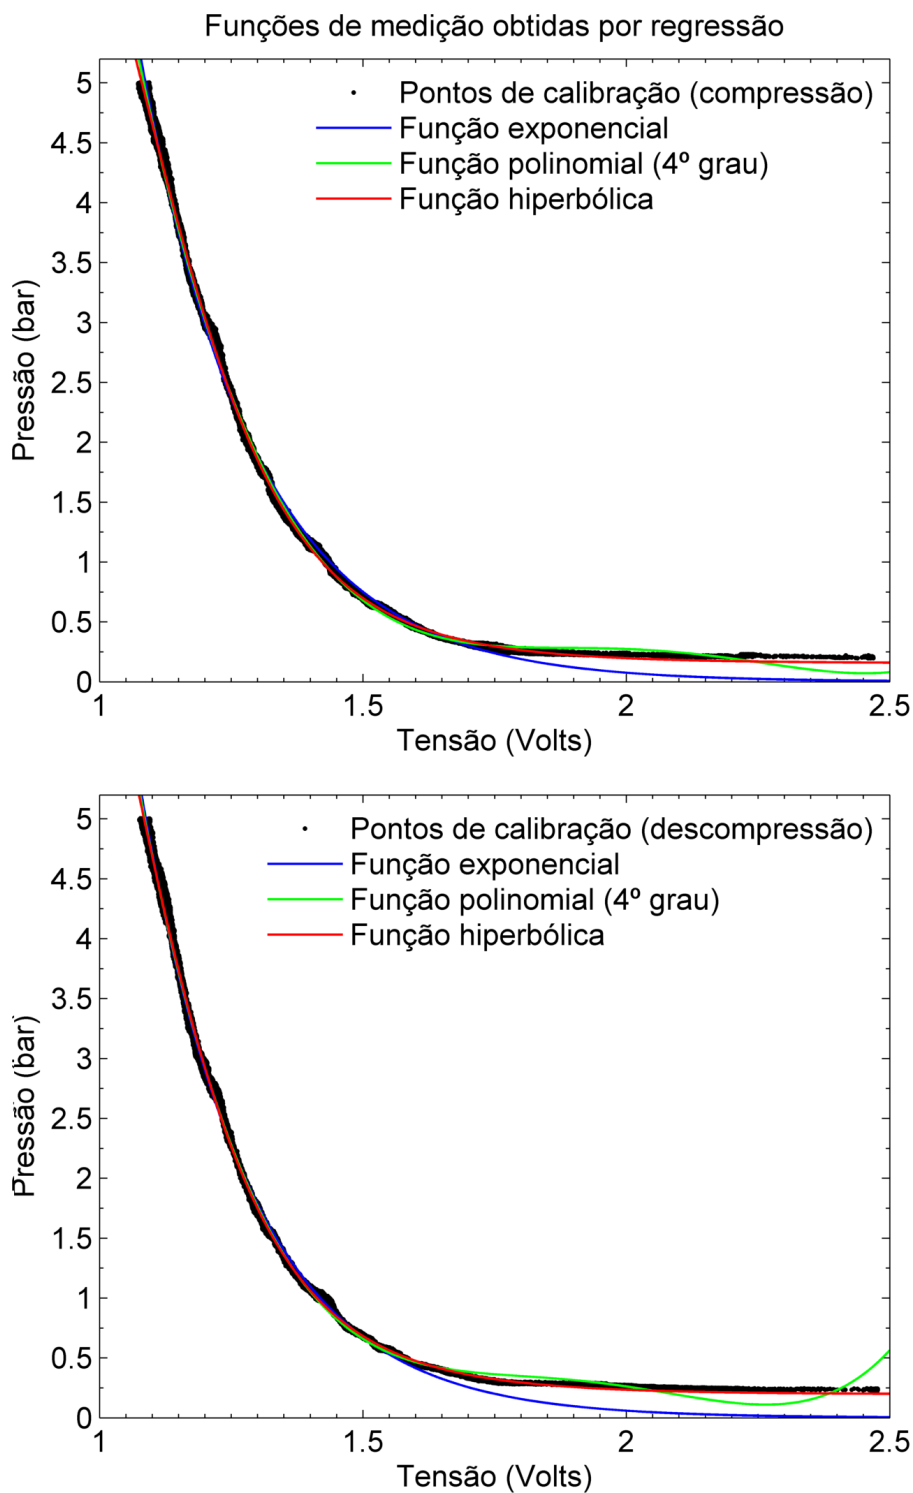 Funções de medição obtidas por regressão
Pontos de calibração (compressão)
Função exponencial
Função polinomial (4º grau)
Função hiperbólica
5
4.5
4
3.5
3
2.5
2
1.5
1
0.5
0
Pressão (bar)
1
1.5
2
2.5
Tensão (Volts)
Pontos de calibração (descompressão)
Função exponencial
Função polinomial (4º grau)
Função hiperbólica
5
4.5
4
3.5
3
2.5
2
1.5
1
0.5
0
Pressão (bar)
1
1.5
2
2.5
Tensão (Volts)